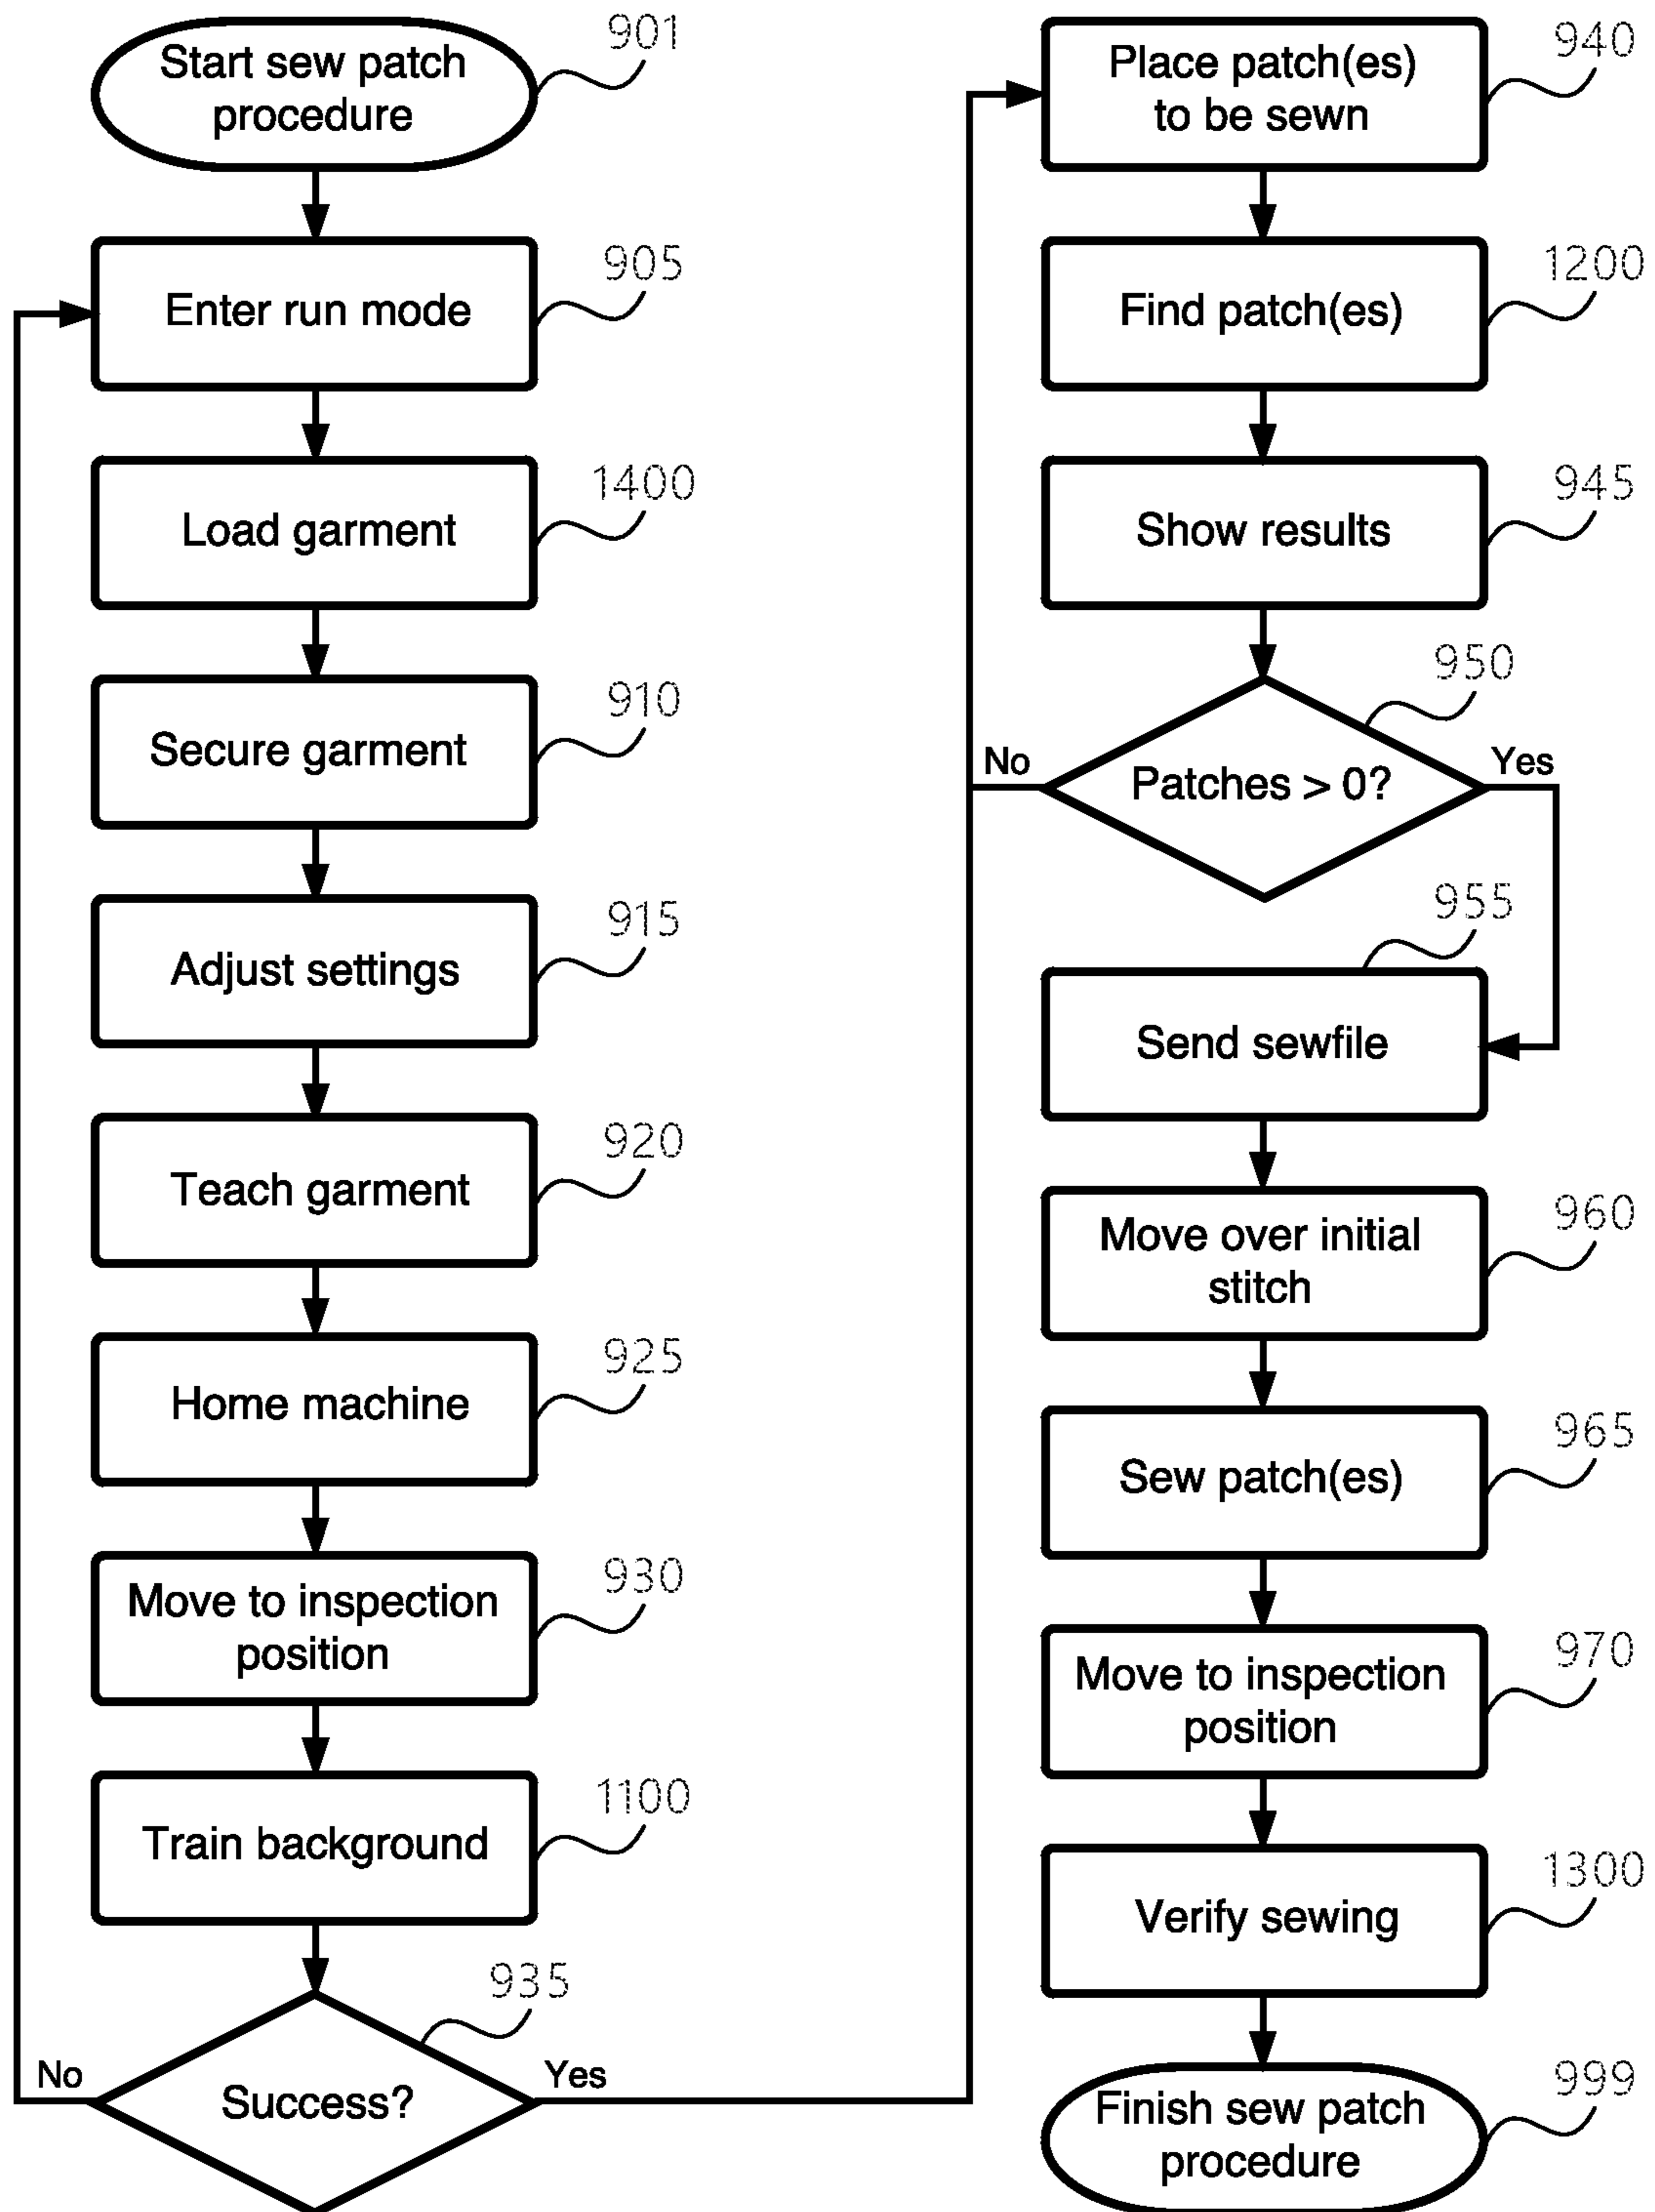 Start sew patch
procedure
901
Enter run mode
905
Load garment
1400
Secure garment
910
Adjust settings
915
Teach garment
920
Home machine
925
Move to inspection
position
930
Train background
1100
Success?
935
No
Yes
Place patch(es)
to be sewn
940
Find patch(es)
1200
Show results
945
Patches > 0?
950
No
Yes
Send sewfile
955
Move over initial
stitch
960
Sew patch(es)
965
Move to inspection
position
970
Verify sewing
1300
Finish sew patch
procedure
999